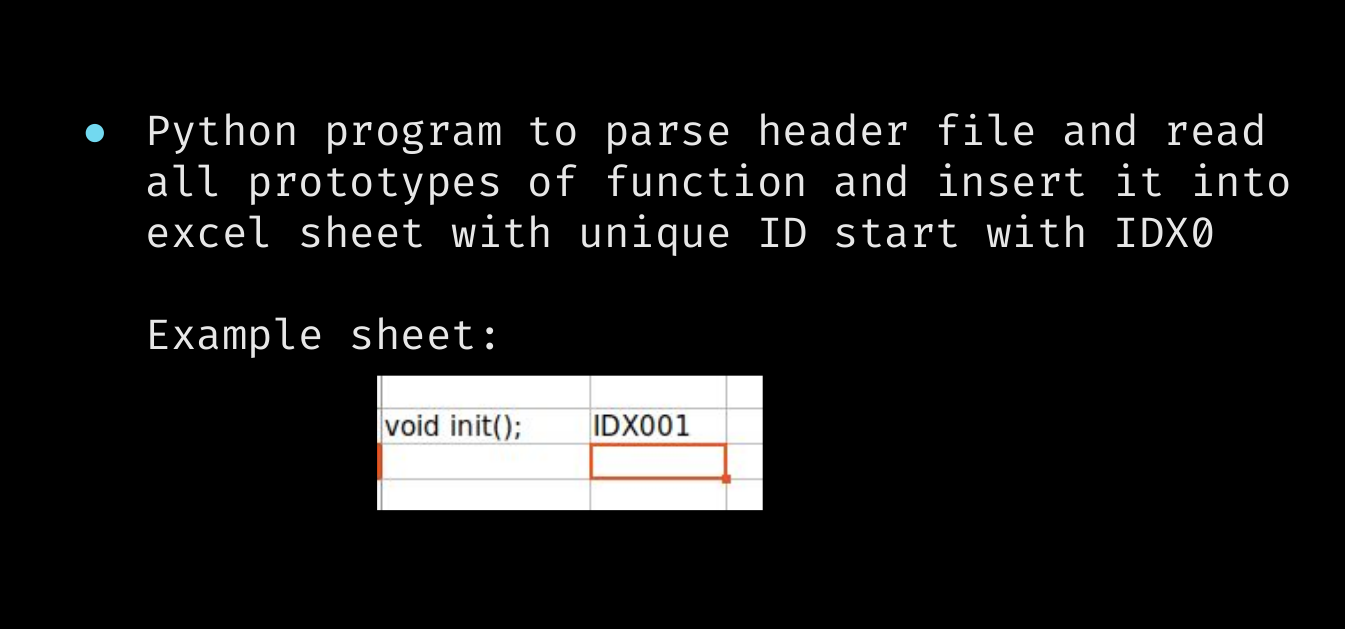 ● Python program to parse header file and read
all prototypes of function and insert it into
excel sheet with unique ID start with IDX0
Example sheet:
void init(); IDX001